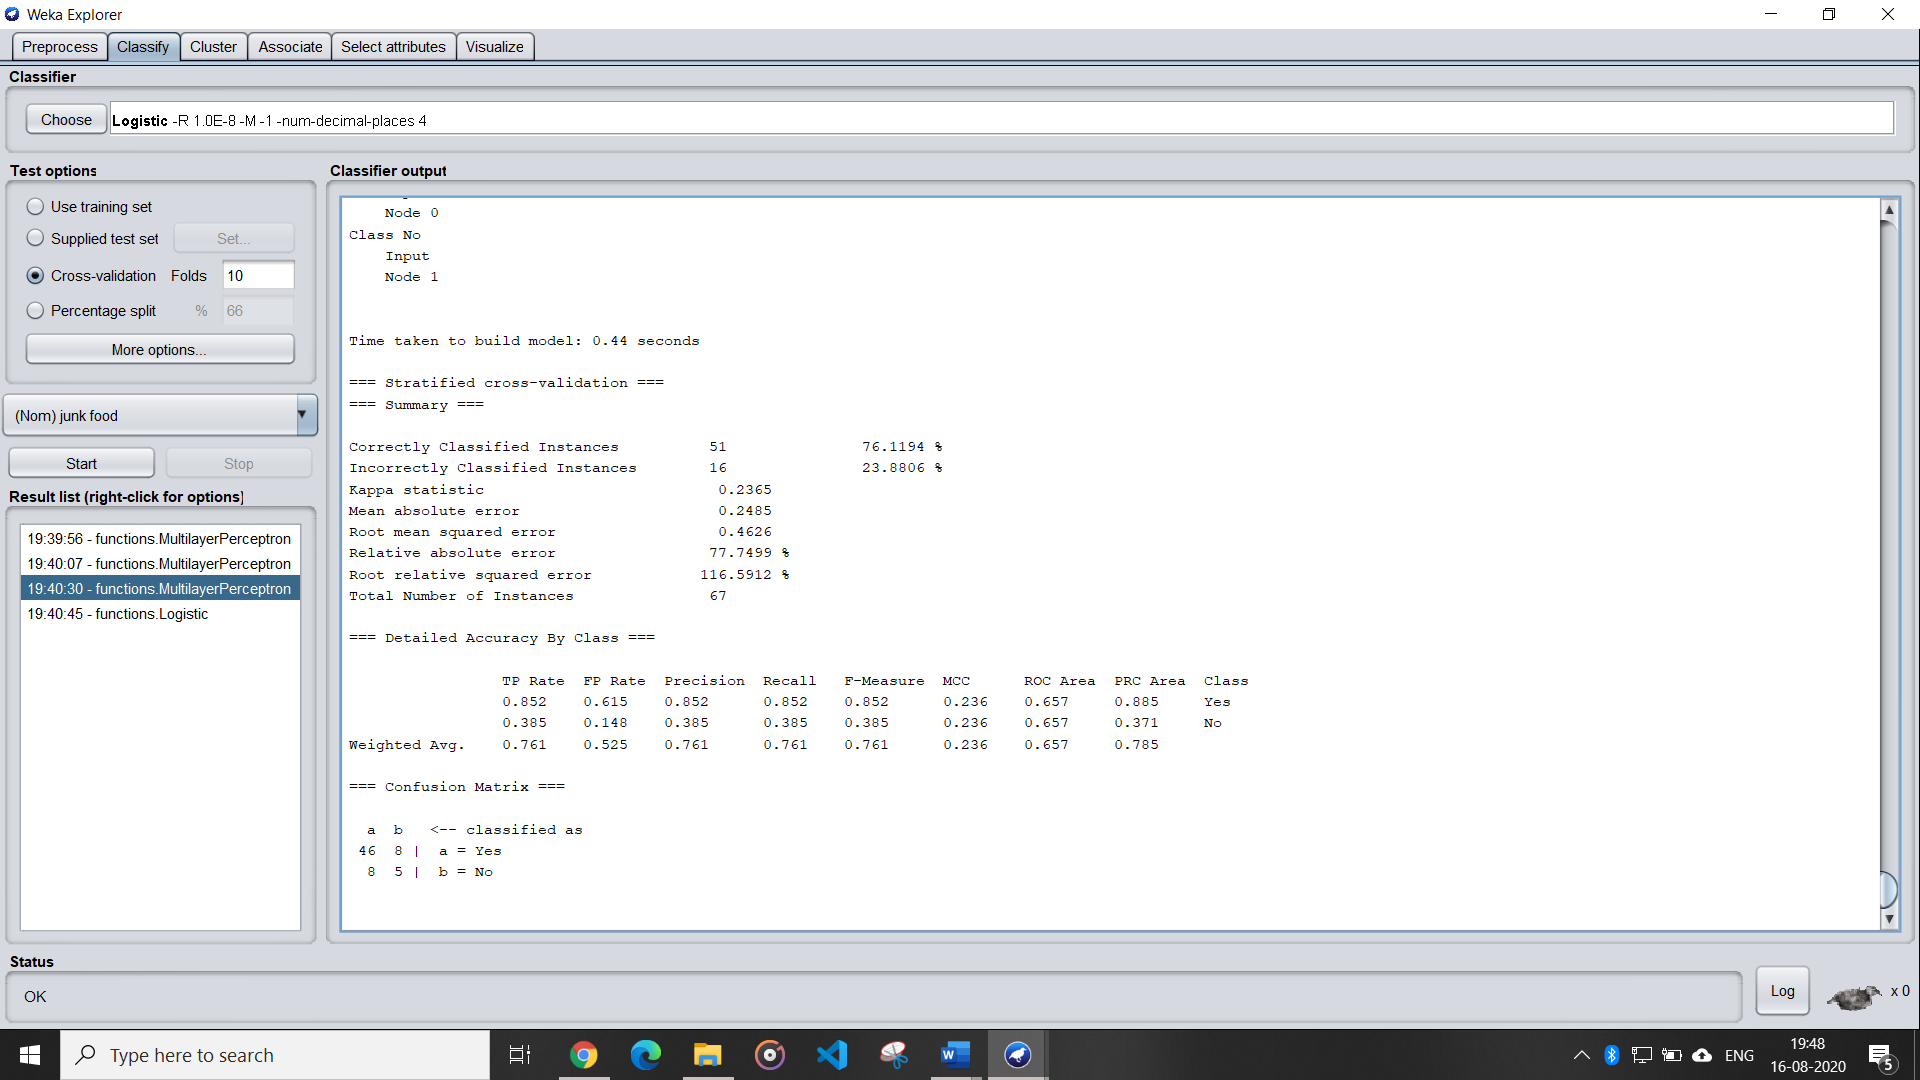 Weka Explorer
Preprocess Classify Cluster Associate Select attributes Visualize
Classifier
Choose Logistic -R 1.0E-8 -M -1 -num-decimal-places 4
Test options
Use training set
Supplied test set Set...
Cross-validation Folds 10
Percentage split % 66
More options...
(Nom) junk food
Start Stop
Result list (right-click for options)
19:39:56 - functions.MultilayerPerceptron
19:40:07 - functions.MultilayerPerceptron
19:40:30 - functions.MultilayerPerceptron
19:40:45 - functions.Logistic
Classifier output
Node 0
Class No
Input
Node 1
Time taken to build model: 0.44 seconds
=== Stratified cross-validation ===
=== Summary ===
Correctly Classified Instances 51 76.1194 %
Incorrectly Classified Instances 16 23.8806 %
Kappa statistic 0.2365
Mean absolute error 0.2485
Root mean squared error 0.4626
Relative absolute error 77.7499 %
Root relative squared error 116.5912 %
Total Number of Instances 67
=== Detailed Accuracy By Class ===
TP Rate FP Rate Precision Recall F-Measure MCC ROC Area PRC Area Class
0.852 0.615 0.852 0.852 0.852 0.236 0.657 0.885 Yes
0.385 0.148 0.385 0.385 0.385 0.236 0.657 0.371 No
Weighted Avg. 0.761 0.525 0.761 0.761 0.761 0.236 0.657 0.785
=== Confusion Matrix ===
a b <-- classified as
46 8 | a = Yes
8 5 | b = No
Status
OK
Log x 0
Type here to search
W
ENG
19:48
16-08-2020
5